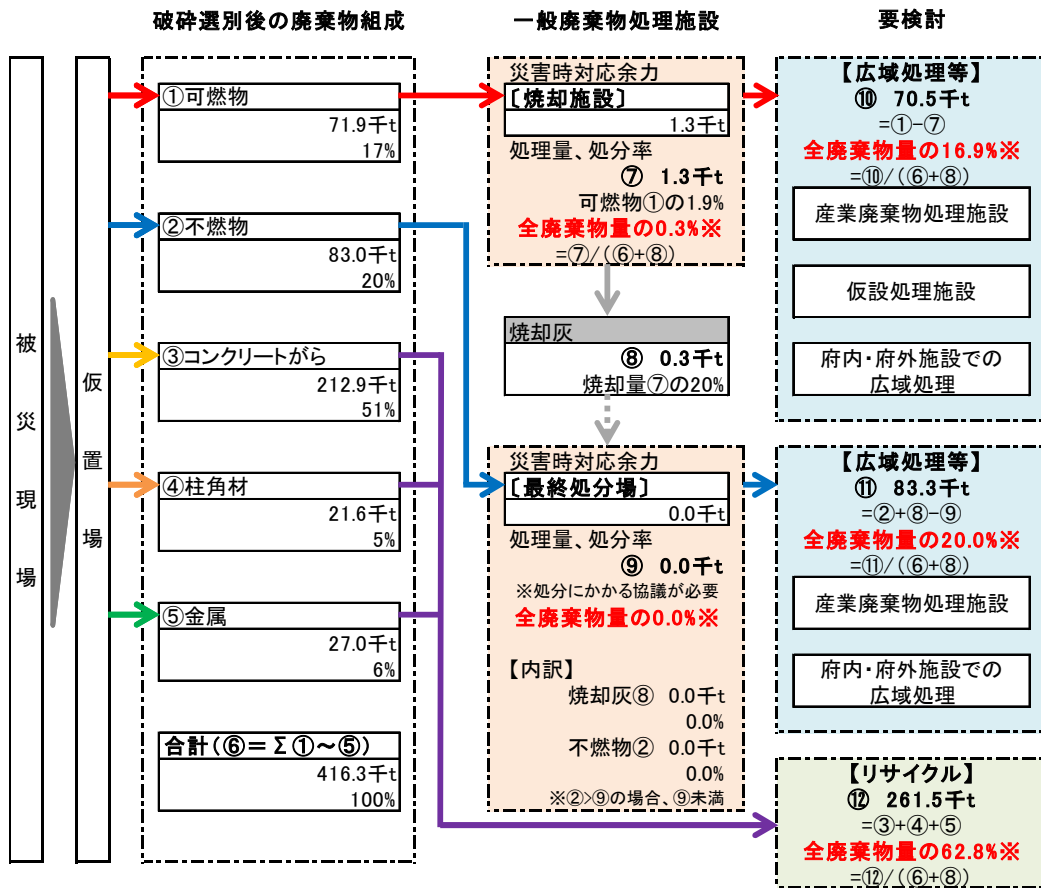 破砕選別後の廃棄物組成
一般廃棄物処理施設
要検討
被災現場
仮置場
①可燃物
71.9千t
17%
②不燃物
83.0千t
20%
③コンクリートがら
212.9千t
51%
④柱角材
21.6千t
5%
⑤金属
27.0千t
6%
合計(⑥=Σ①~⑤)
416.3千t
100%
災害時対応余力
〔焼却施設〕
1.3千t
処理量、処分率
⑦ 1.3千t
可燃物①の1.9%
全廃棄物量の0.3%※
=⑦/(⑥+⑧)
焼却灰
⑧ 0.3千t
焼却量⑦の20%
災害時対応余力
〔最終処分場〕
0.0千t
処理量、処分率
⑨ 0.0千t
※処分にかかる協議が必要
全廃棄物量の0.0%※
【内訳】
焼却灰⑧ 0.0千t
0.0%
不燃物② 0.0千t
0.0%
※②>⑨の場合、⑨未満
【広域処理等】
⑩ 70.5千t
=①-⑦
全廃棄物量の16.9%※
=⑩/(⑥+⑧)
産業廃棄物処理施設
仮設処理施設
府内・府外施設での
広域処理
【広域処理等】
⑪ 83.3千t
=②+⑧-⑨
全廃棄物量の20.0%※
=⑪/(⑥+⑧)
産業廃棄物処理施設
府内・府外施設での
広域処理
【リサイクル】
⑫ 261.5千t
=③+④+⑤
全廃棄物量の62.8%※
=⑫/(⑥+⑧)